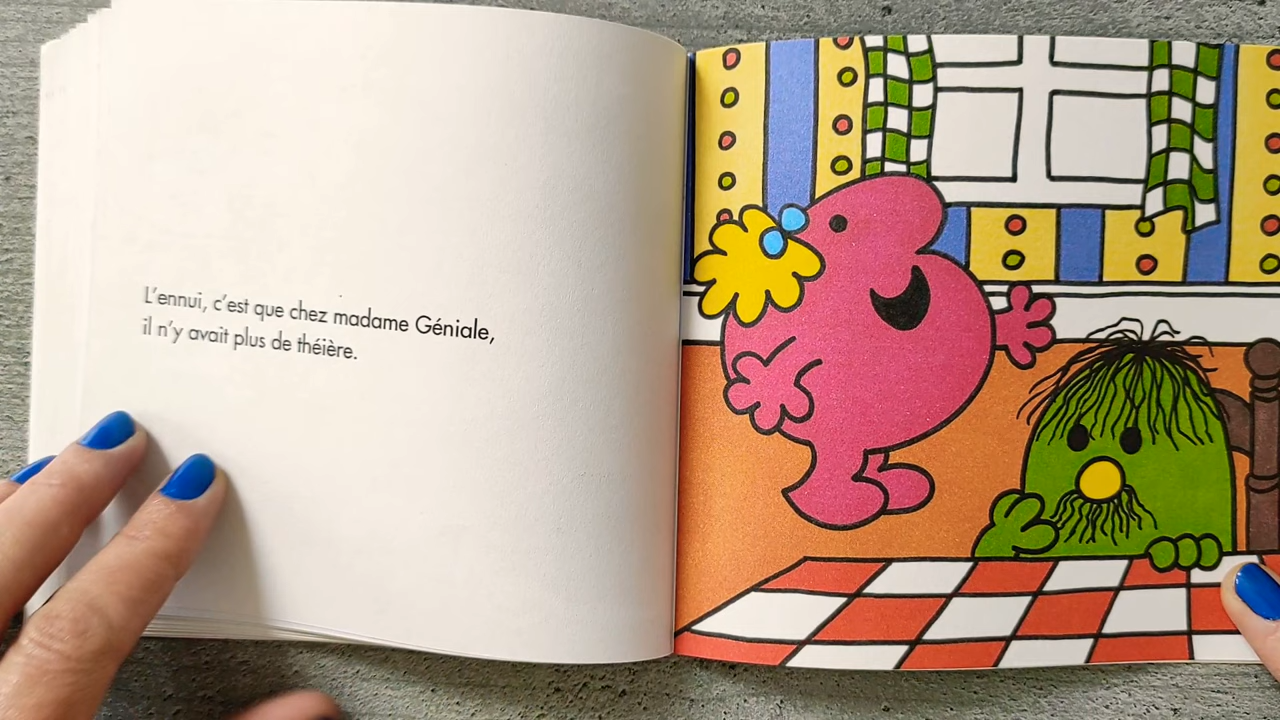 L'ennui, c'est que chez madame Géniale,
il n'y avait plus de théière.